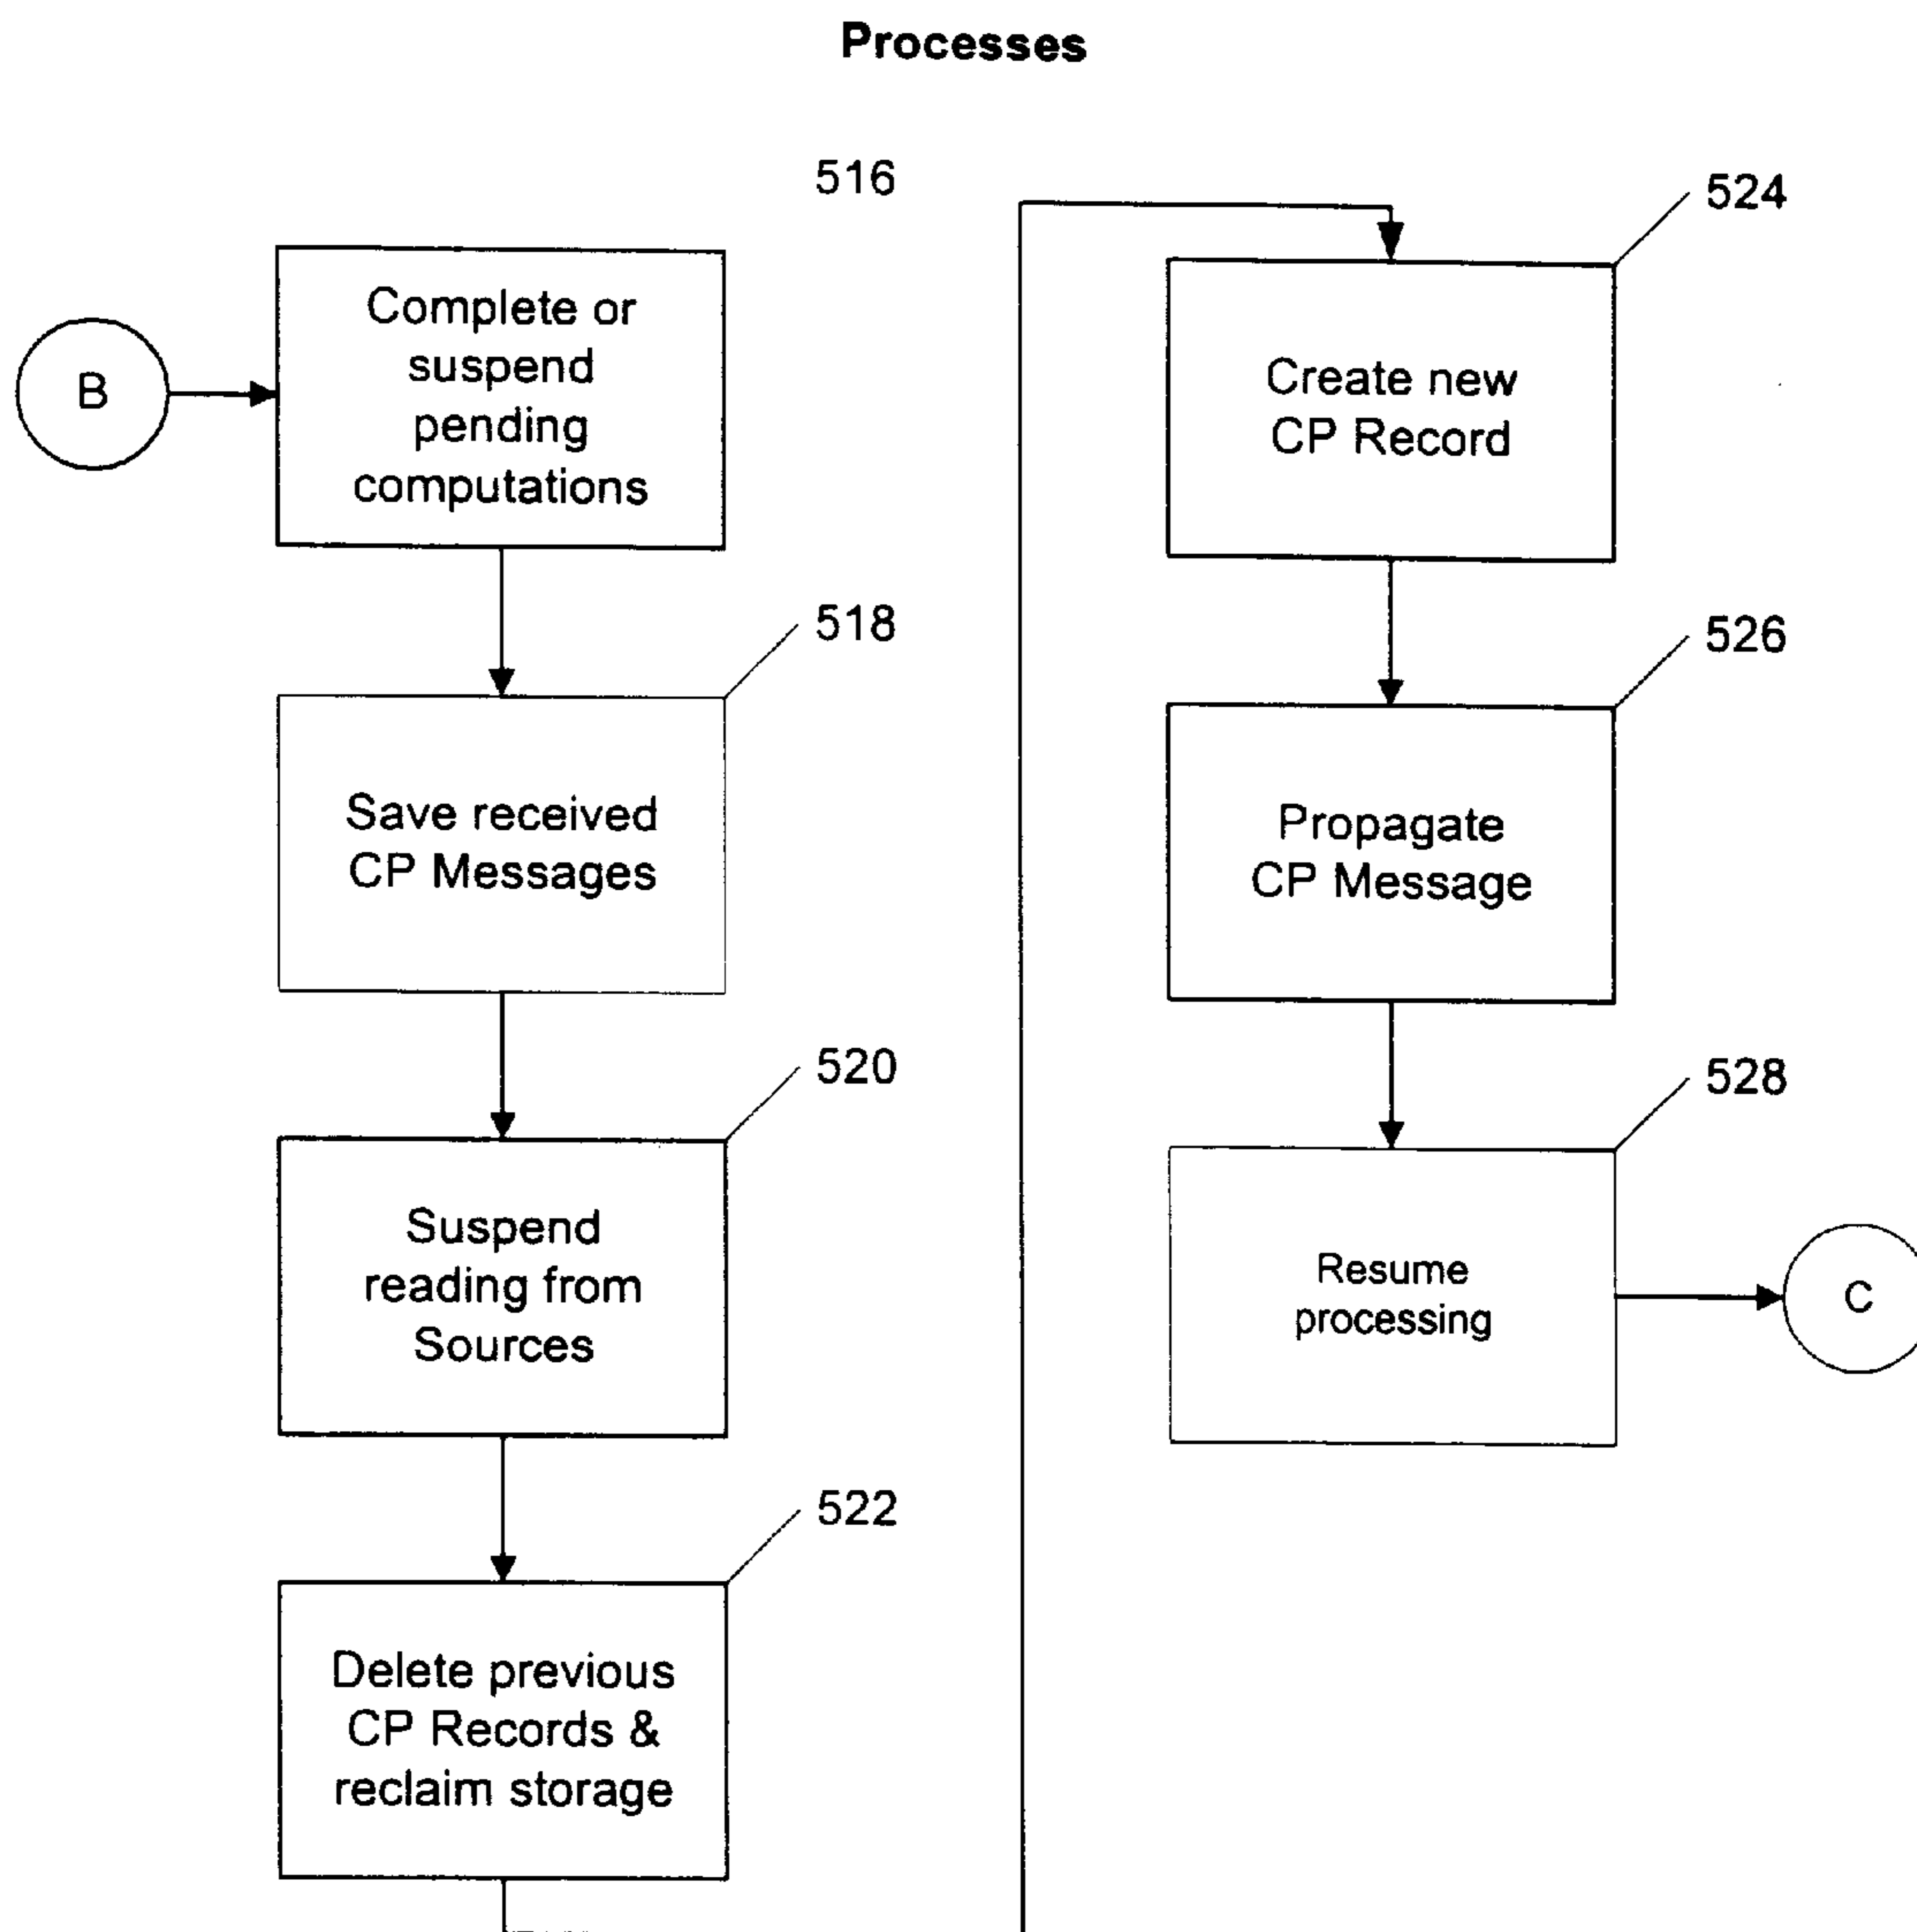 Processes
516
B
Complete or
suspend
pending
computations
518
Save received
CP Messages
520
Suspend
reading from
Sources
522
Delete previous
CP Records &
reclaim storage
524
Create new
CP Record
526
Propagate
CP Message
528
Resume
processing
C